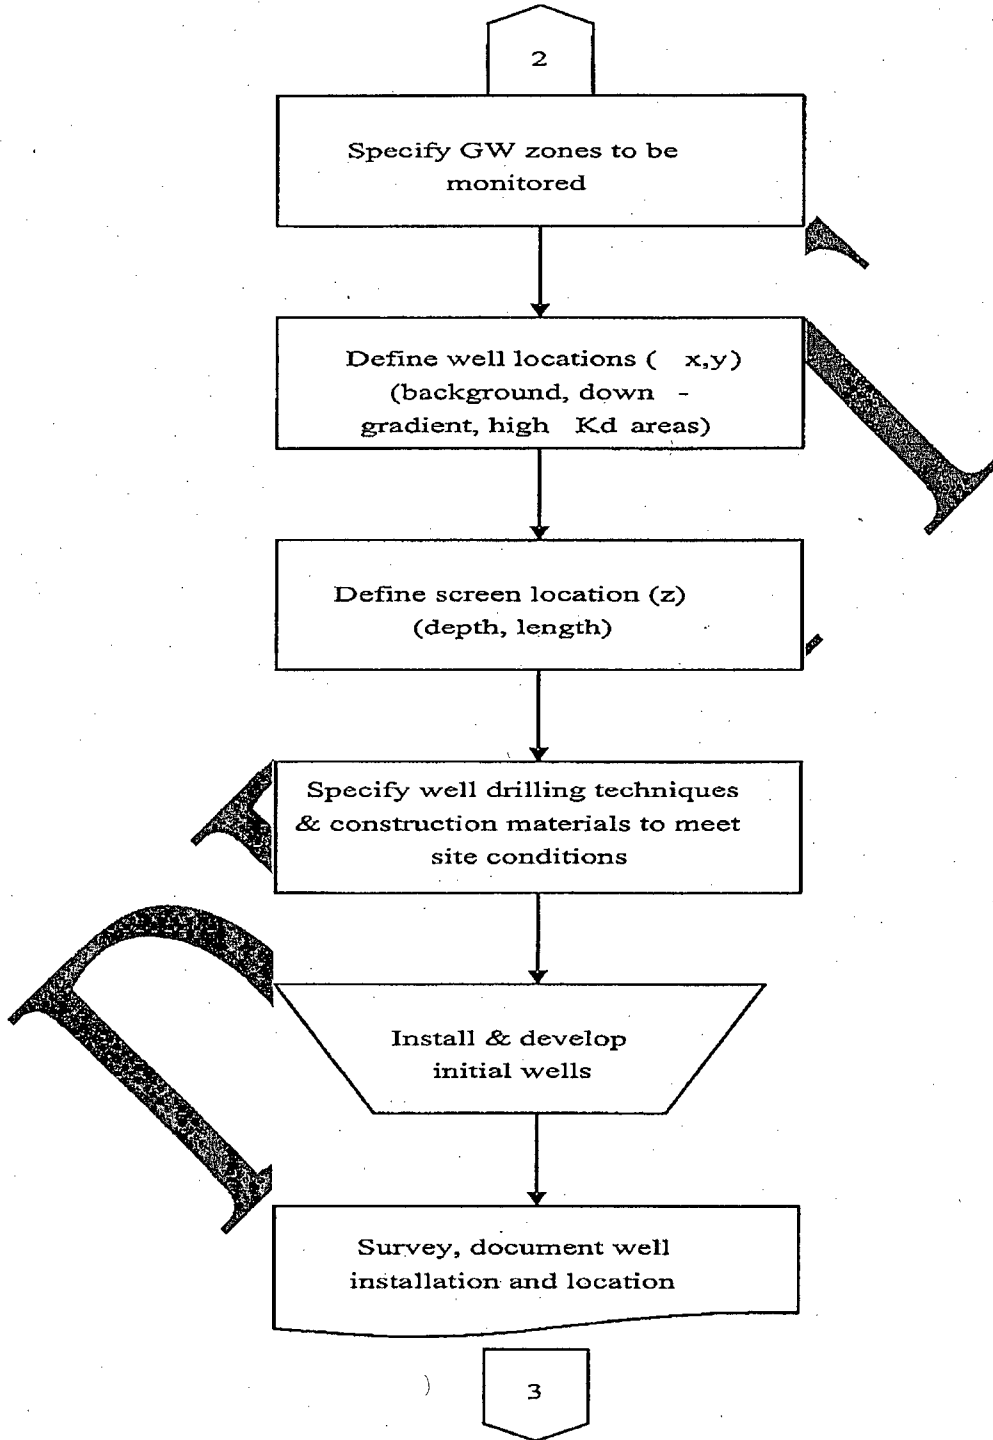 2
Specify GW zones to be
monitored
Define well locations ( x,y)
(background, down -
gradient, high Kd areas)
Define screen location (z)
(depth, length)
Specify well drilling techniques
& construction materials to meet
site conditions
Install & develop
initial wells
Survey, document well
installation and location
3